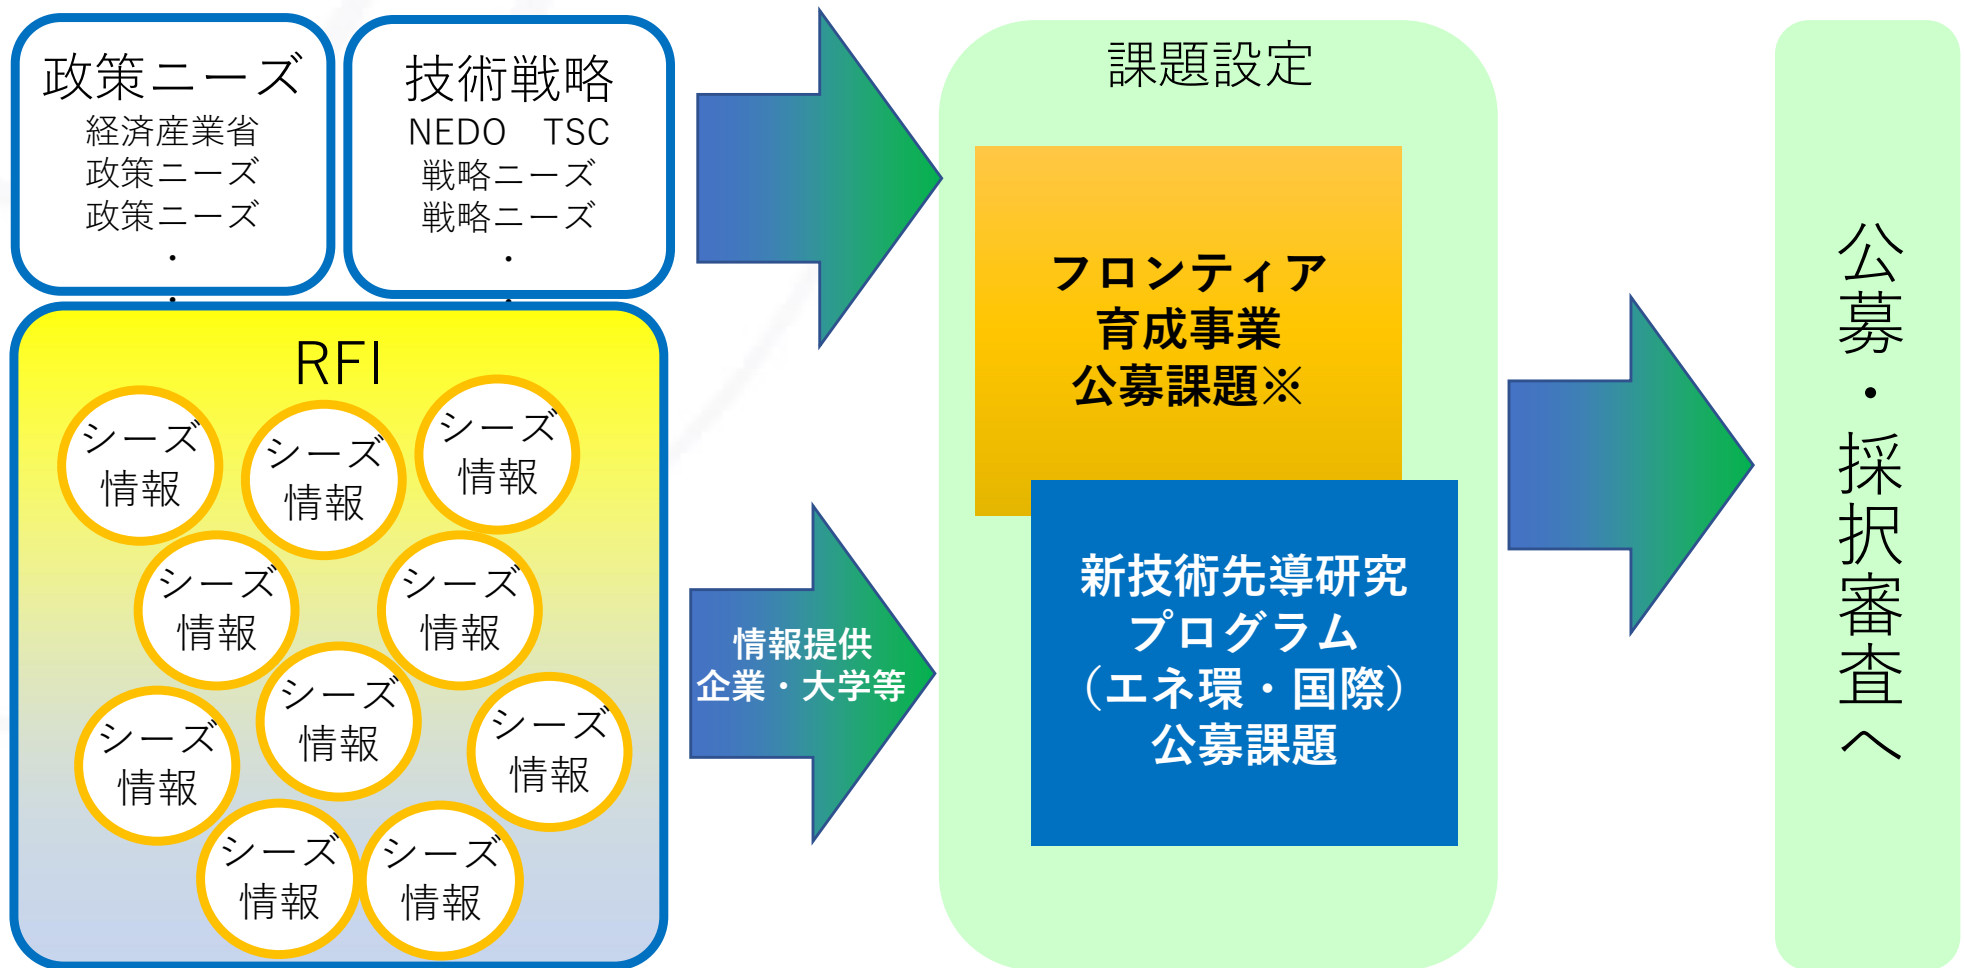 政策ニーズ
経済産業省
政策ニーズ
政策ニーズ
・
・
技術戦略
NEDO　TSC
戦略ニーズ
戦略ニーズ
・
・
RFI
シーズ
情報
シーズ
情報
シーズ
情報
シーズ
情報
シーズ
情報
シーズ
情報
シーズ
情報
シーズ
情報
シーズ
情報
シーズ
情報
情報提供
企業・大学等
課題設定
フロンティア
育成事業
公募課題※
新技術先導研究
プログラム
（エネ環・国際）
公募課題
公募・採択審査へ